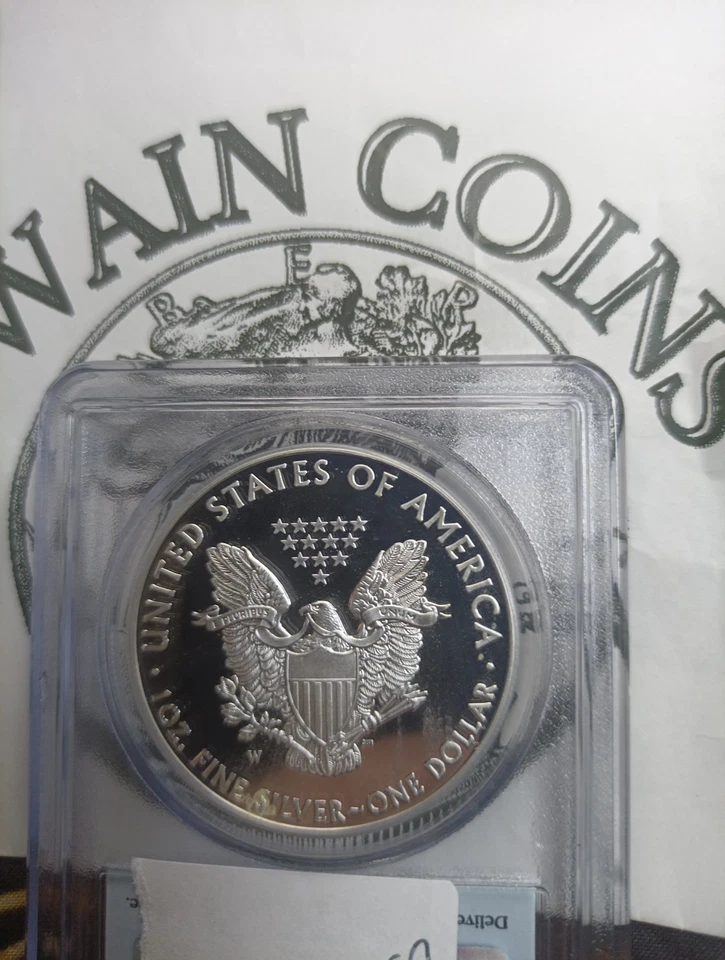 WAIN COINS
UNITED STATES OF AMERICA
E PLURIBUS UNUM
W
1 OZ. FINE SILVER~ONE DOLLAR